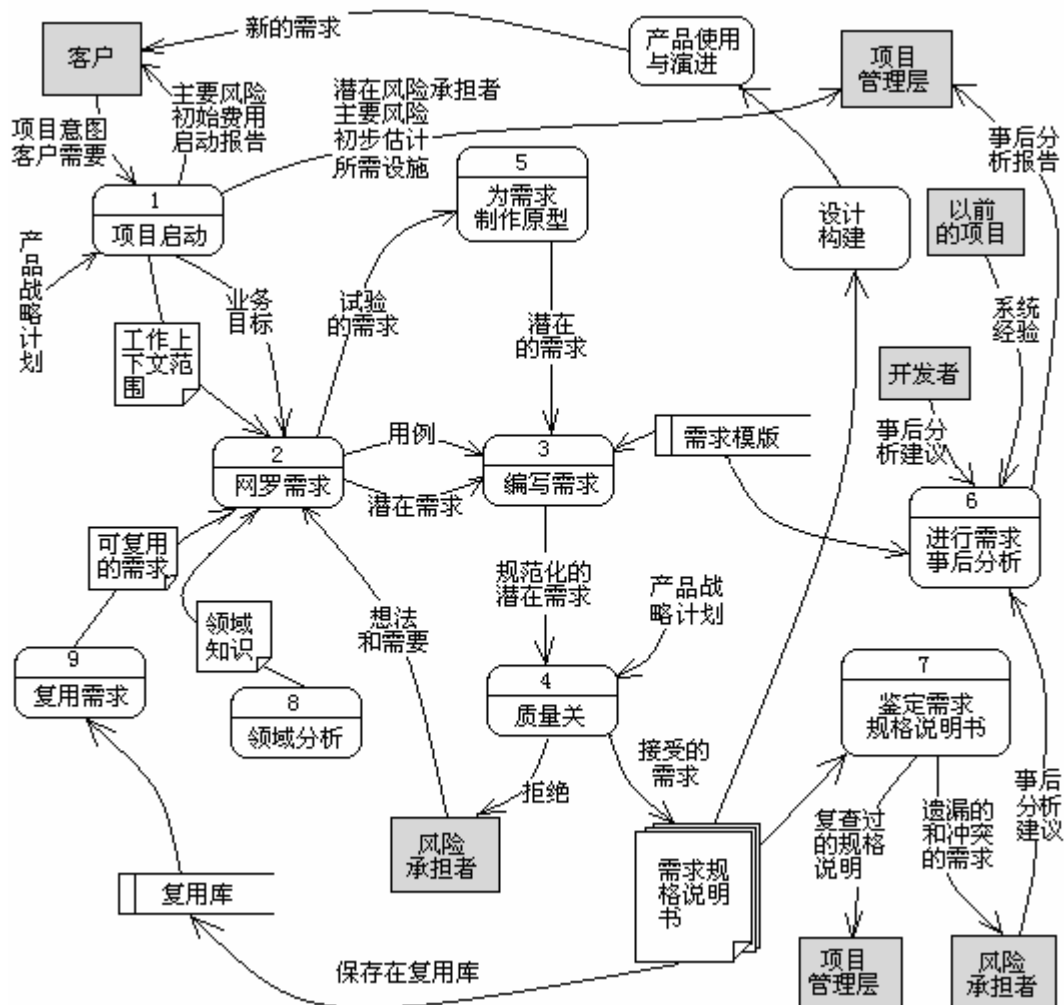 客户
新的需求
产品使用
与演进
项目
管理层
项目意图
客户需要
主要风险
初始费用
启动报告
潜在风险承担者
主要风险
初步估计
所需设施
事后分
析报告
1
项目启动
5
为需求
制作原型
设计
构建
以前
的项目
产品战略计划
工作上
下文范
围
业务
目标
试验
的需求
潜在
的需求
系统
经验
开发者
事后分
析建议
2
网罗需求
用例
潜在需求
3
编写需求
需求模版
6
进行需求
事后分析
可复用
的需求
领域
知识
想法
和需要
规范化的
潜在需求
产品战
略计划
9
复用需求
8
领域分析
4
质量关
7
鉴定需求
规格说明书
拒绝
接受的
需求
风险
承担者
需求规
格说明
书
复查过
的规格
说明
遗漏的
和冲突
的需求
事后
分析
建议
复用库
保存在复用库
项目
管理层
风险
承担者